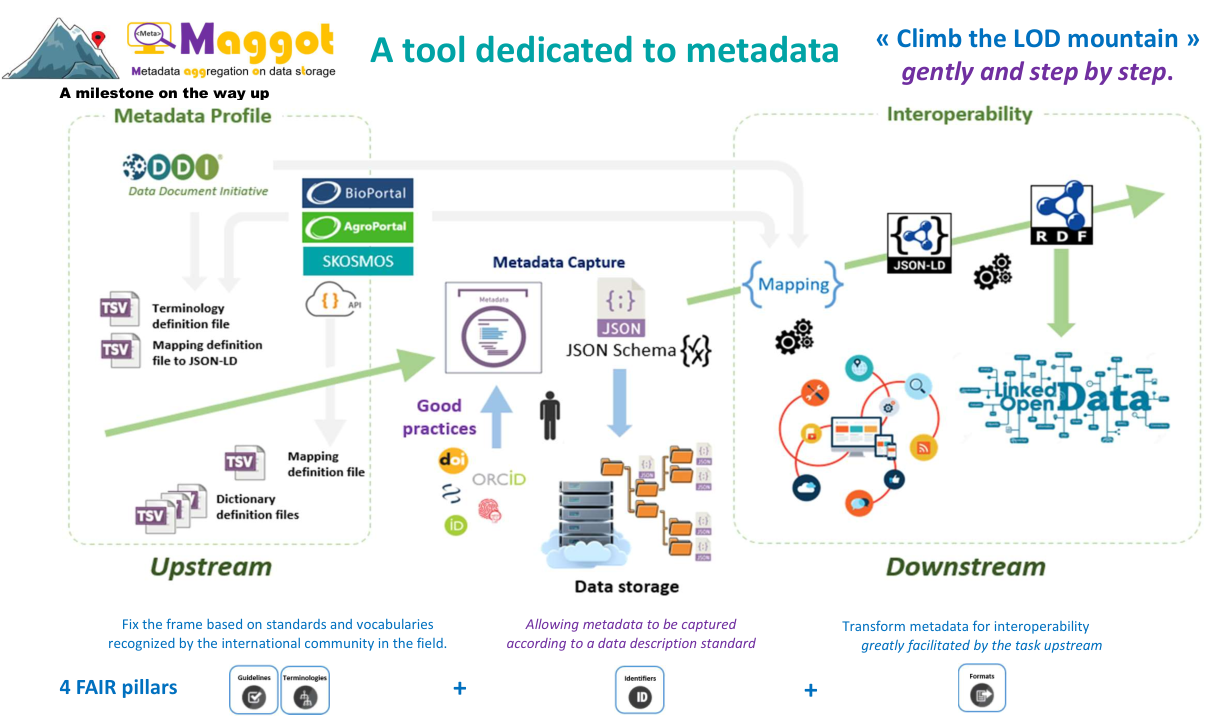 <Meta>
Maggot
Metadata aggregation on data storage
A milestone on the way up
A tool dedicated to metadata
« Climb the LOD mountain »
gently and step by step.
Metadata Profile
DDI®
Data Document Initiative
BioPortal
AgroPortal
SKOSMOS
{ } API
TSV
Terminology
definition file
TSV
Mapping definition
file to JSON-LD
TSV
Mapping
definition file
TSV
Dictionary
definition files
Upstream
Metadata Capture
Metadata
{;}
JSON
JSON Schema {√X}
Good
practices
doi
ORCID
iD
{;}
JSON
{;}
JSON
{;}
JSON
{;}
JSON
{;}
JSON
Data storage
Interoperability
{Mapping}
{ }
JSON-LD
RDF
Linked
Open Data
Downstream
Fix the frame based on standards and vocabularies
recognized by the international community in the field.
Allowing metadata to be captured
according to a data description standard
Transform metadata for interoperability
greatly facilitated by the task upstream
4 FAIR pillars
Guidelines
Terminologies
+
Identifiers
ID
+
Formats